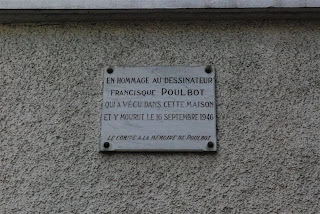 EN HOMMAGE AU DESSINATEUR
FRANCISQUE POULBOT
QUI A VÉCU DANS CETTE MAISON
ET Y MOURUT LE 16 SEPTEMBRE 1946
LE COMITÉ A LA MÉMOIRE DE POULBOT